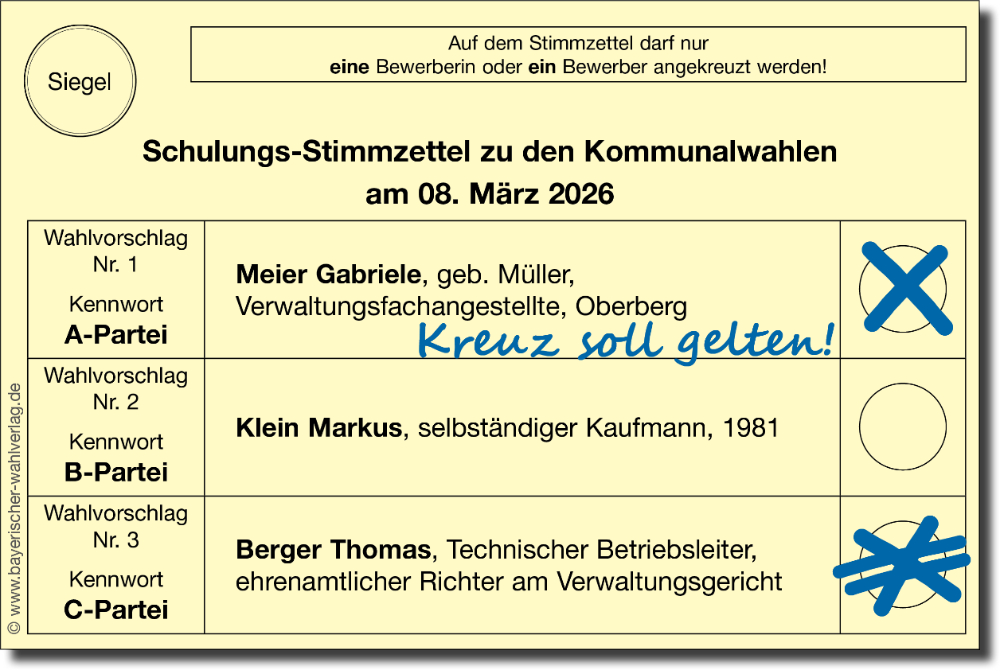 Siegel
Auf dem Stimmzettel darf nur
eine Bewerberin oder ein Bewerber angekreuzt werden!
Schulungs-Stimmzettel zu den Kommunalwahlen
am 08. März 2026
Wahlvorschlag
Nr. 1
Kennwort
A-Partei
Meier Gabriele, geb. Müller,
Verwaltungsfachangestellte, Oberberg
Kreuz soll gelten!
Wahlvorschlag
Nr. 2
Kennwort
B-Partei
Klein Markus, selbständiger Kaufmann, 1981
Wahlvorschlag
Nr. 3
Kennwort
C-Partei
Berger Thomas, Technischer Betriebsleiter,
ehrenamtlicher Richter am Verwaltungsgericht
© www.bayerischer-wahlverlag.de